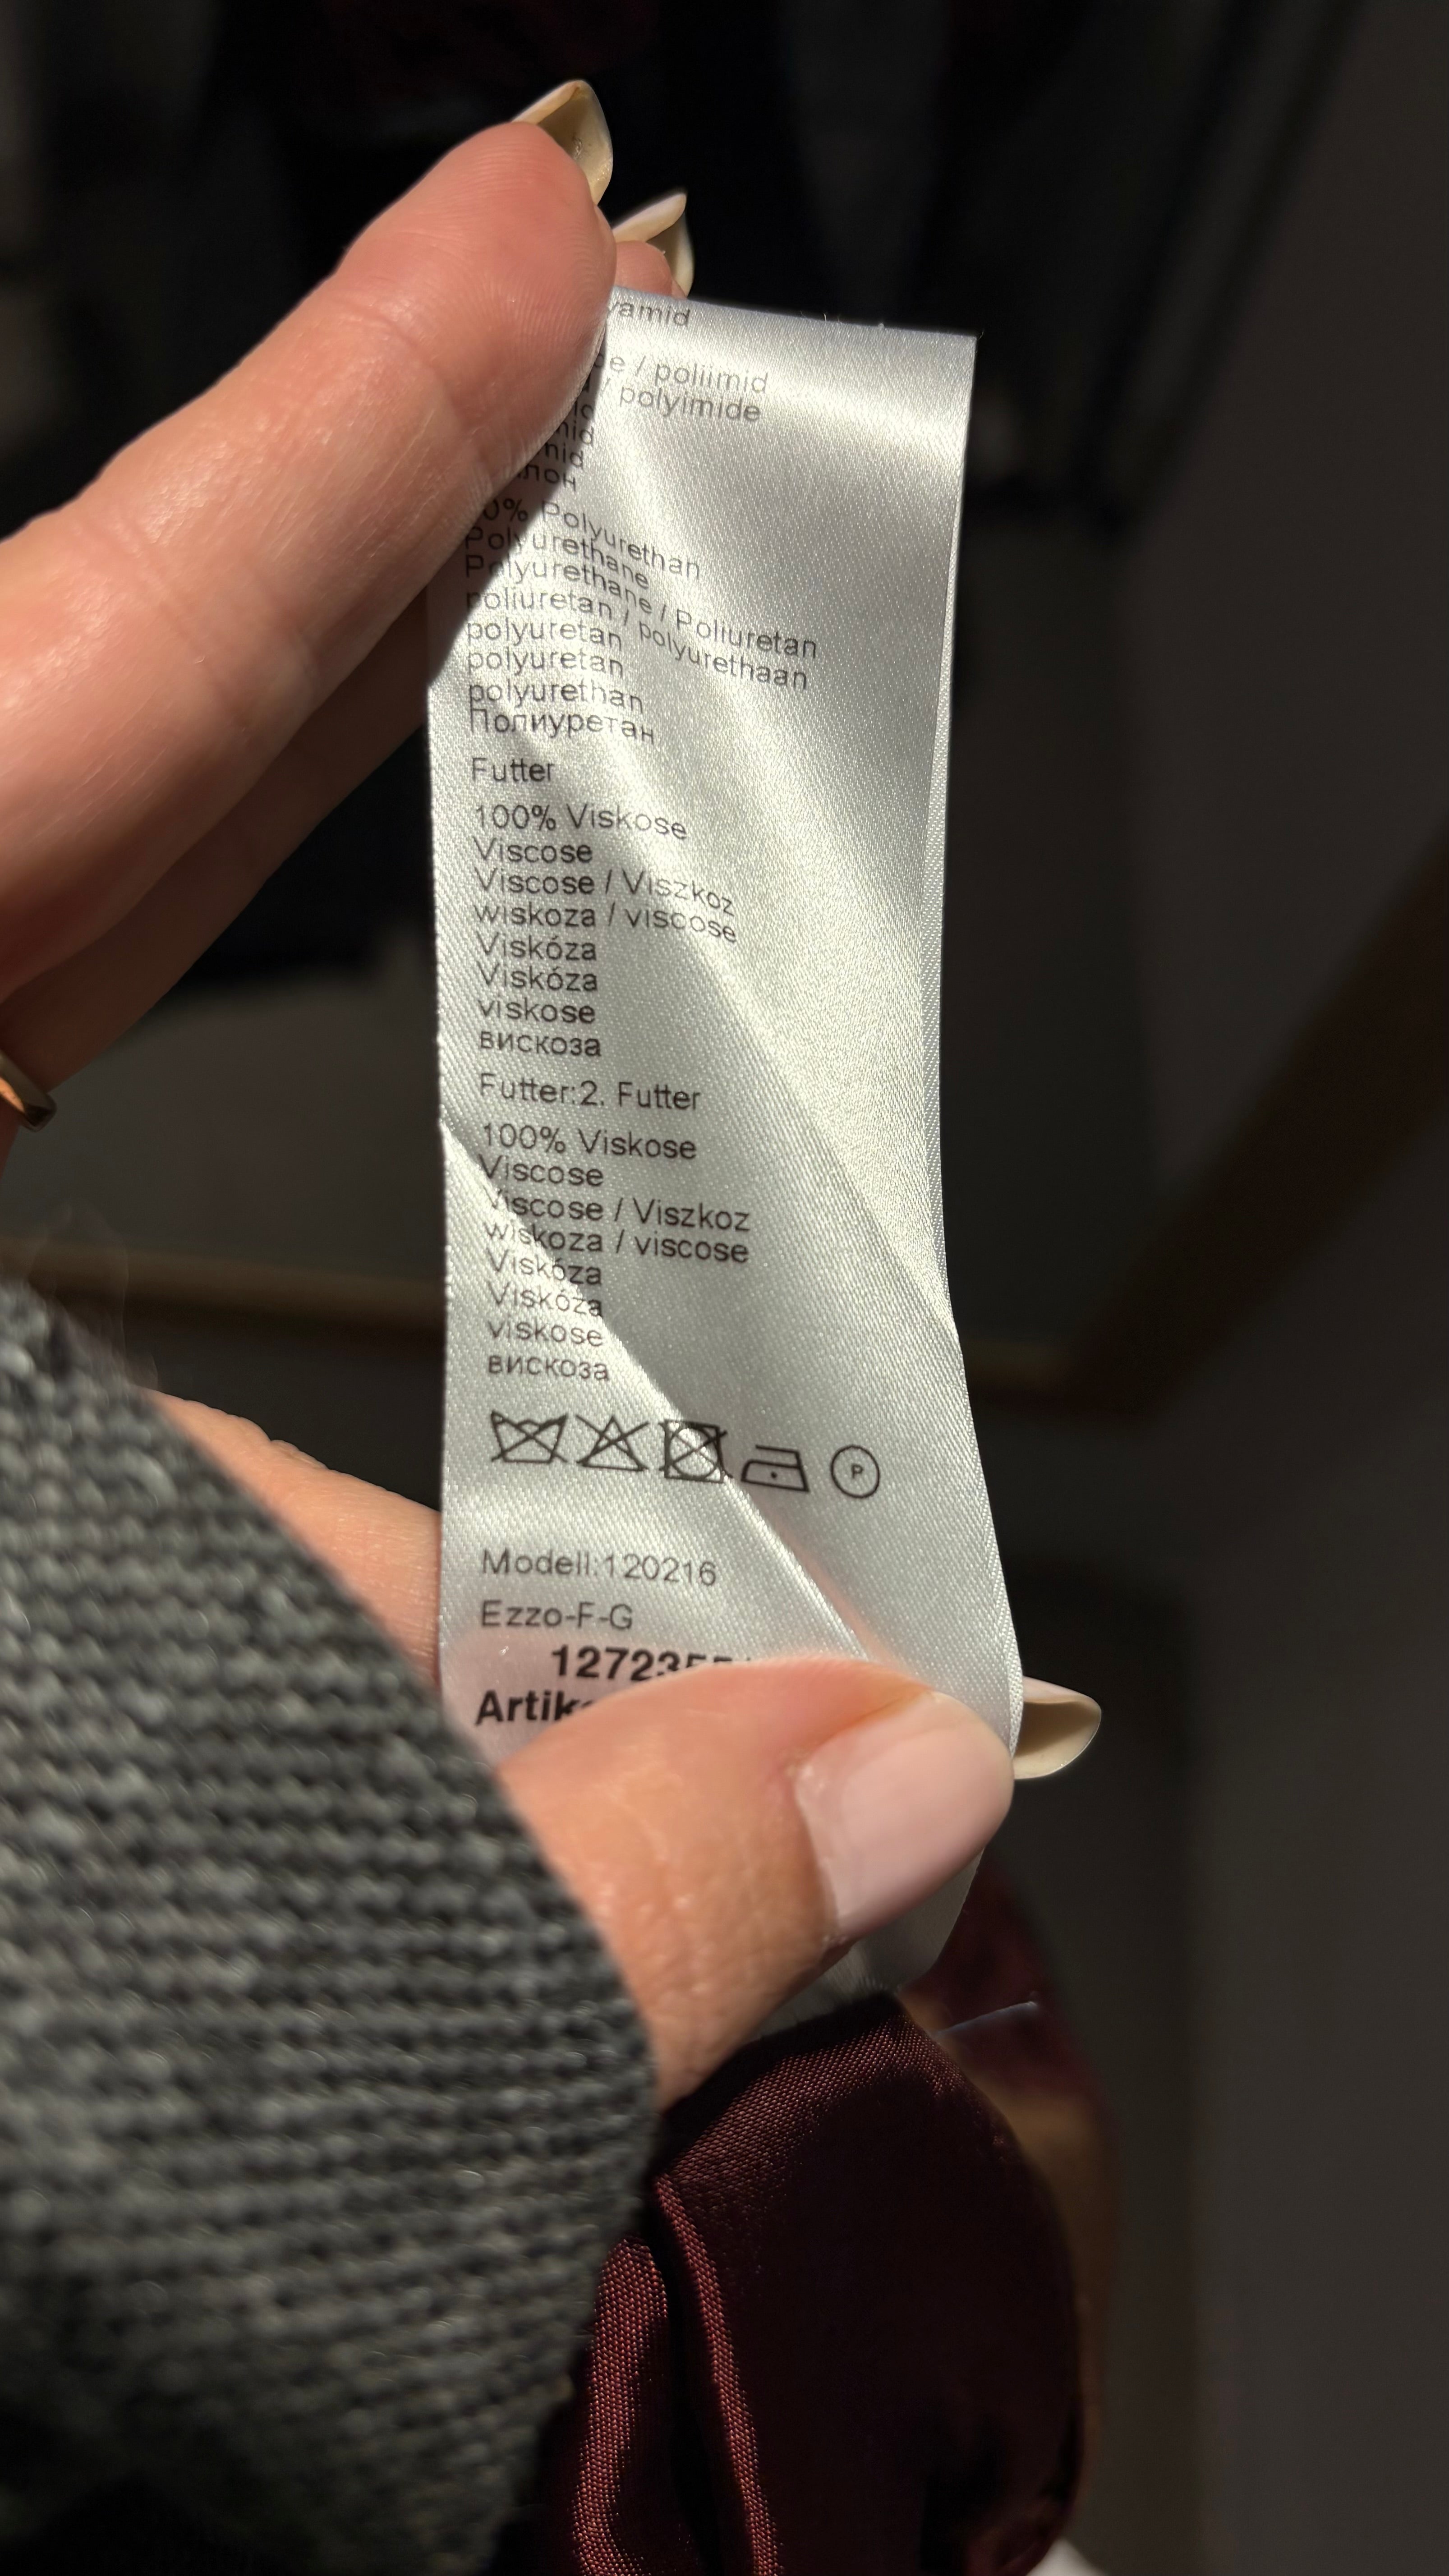 / poliimid
/ polyimide
Polyurethan
Polyurethane
Polyurethane / Poliuretan
poliuretan / polyurethaan
polyuretan
polyuretan
polyurethan
Полиуретан
Futter
100% Viskose
Viscose
Viscose / Viszkoz
wiskoza / viscose
Viskóza
Viskóza
viskose
вискоза
Futter:2. Futter
100% Viskose
Viscose
Viscose / Viszkoz
wiskoza / viscose
Viskóza
Viskóza
viskose
вискоза
P
Modell:120216
Ezzo-F-G